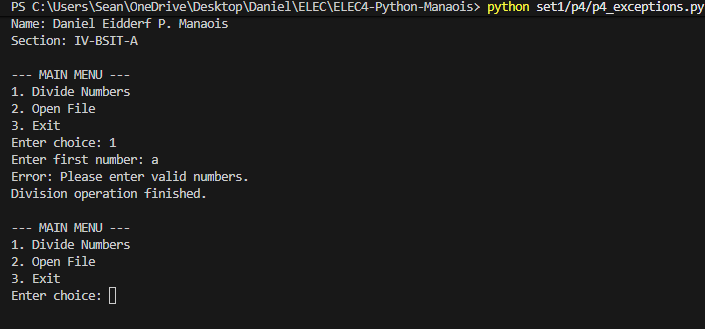 PS C:\Users\Sean\OneDrive\Desktop\Daniel\ELEC\ELEC4-Python-Manaois> python set1/p4/p4_exceptions.py
Name: Daniel Eidderf P. Manaois
Section: IV-BSIT-A
--- MAIN MENU ---
1. Divide Numbers
2. Open File
3. Exit
Enter choice: 1
Enter first number: a
Error: Please enter valid numbers.
Division operation finished.
--- MAIN MENU ---
1. Divide Numbers
2. Open File
3. Exit
Enter choice: